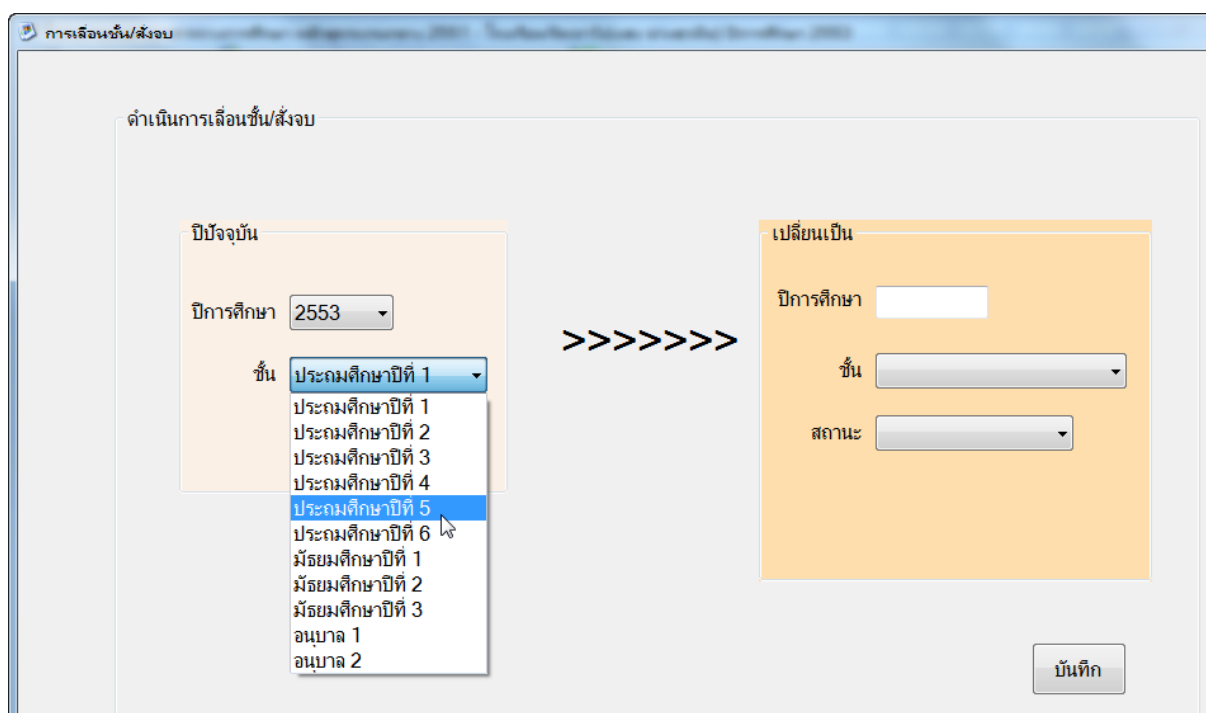 การเลื่อนชั้น/สั่งจบ
ดำเนินการเลื่อนชั้น/สั่งจบ
ปีปัจจุบัน
ปีการศึกษา 2553
ชั้น ประถมศึกษาปีที่ 1
ประถมศึกษาปีที่ 1
ประถมศึกษาปีที่ 2
ประถมศึกษาปีที่ 3
ประถมศึกษาปีที่ 4
ประถมศึกษาปีที่ 5
ประถมศึกษาปีที่ 6
มัธยมศึกษาปีที่ 1
มัธยมศึกษาปีที่ 2
มัธยมศึกษาปีที่ 3
อนุบาล 1
อนุบาล 2
>>>>>>>
เปลี่ยนเป็น
ปีการศึกษา
ชั้น
สถานะ
บันทึก